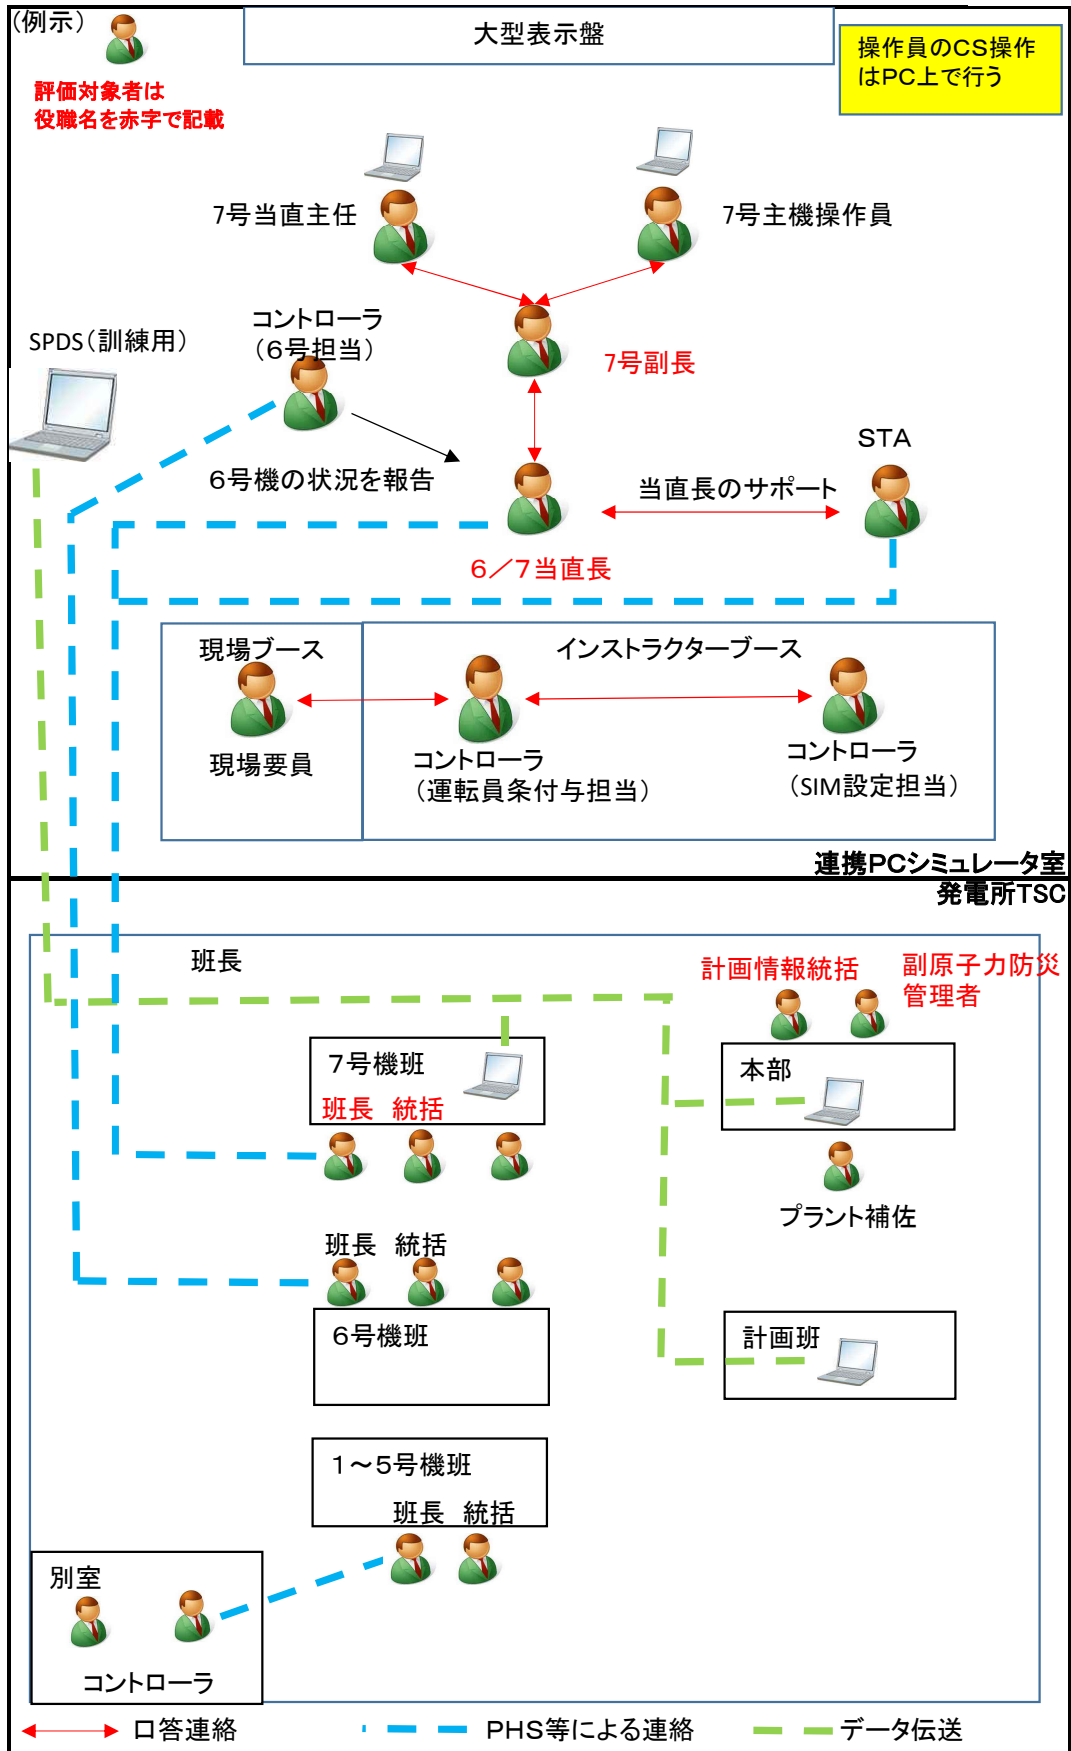 (例示)
大型表示盤
操作員のCS操作
はPC上で行う
評価対象者は
役職名を赤字で記載
7号当直主任
7号主機操作員
コントローラ
(6号担当)
SPDS(訓練用)
7号副長
STA
6号機の状況を報告
当直長のサポート
6/7当直長
現場ブース
インストラクターブース
現場要員
コントローラ
(運転員条件付与担当)
コントローラ
(SIM設定担当)
連携PCシミュレータ室
発電所TSC
班長
計画情報統括
副原子力防災
管理者
7号機班
班長 統括
本部
プラント補佐
班長 統括
6号機班
計画班
1~5号機班
班長 統括
別室
コントローラ
口答連絡
PHS等による連絡
データ伝送